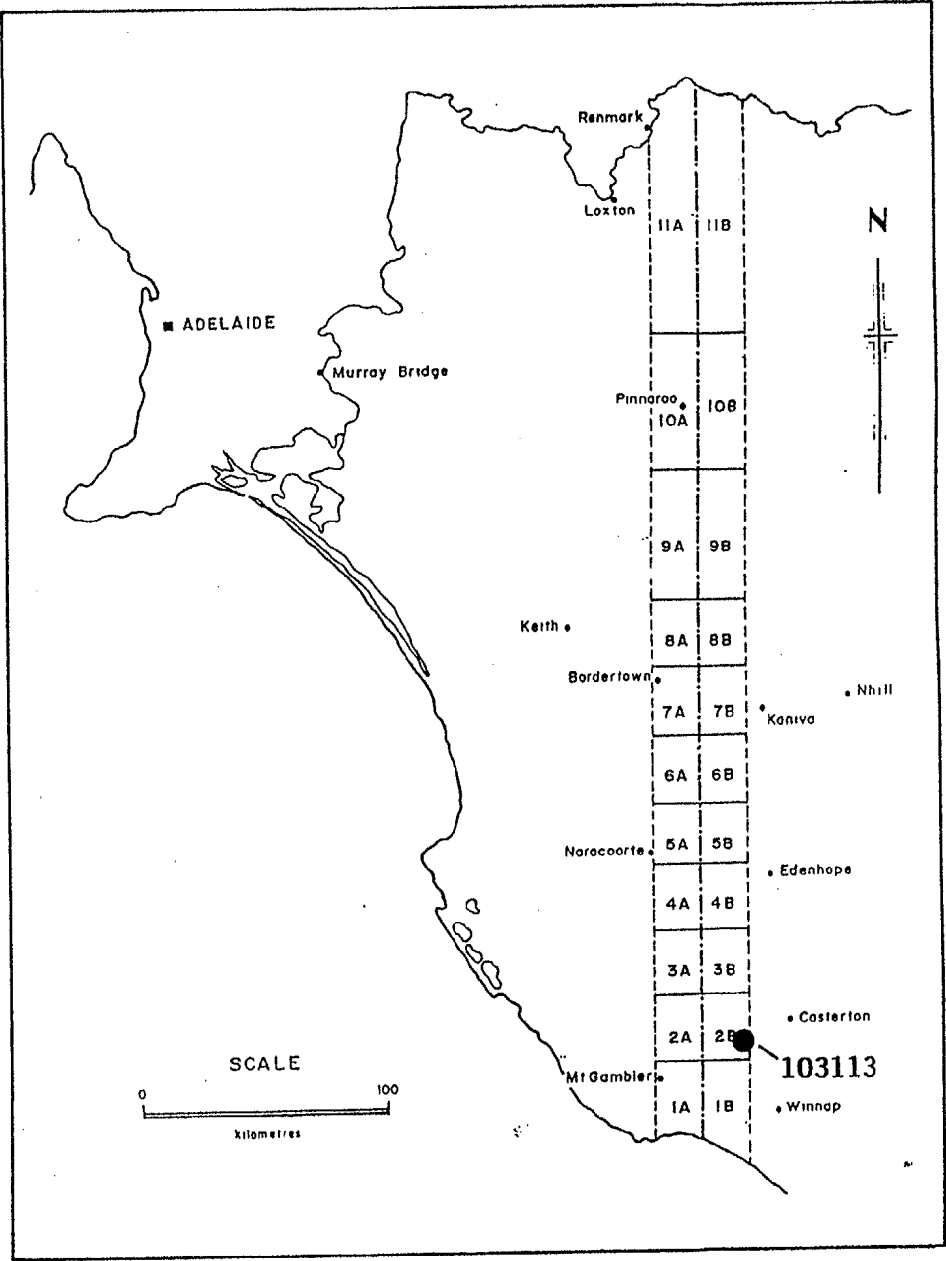 Renmark
Loxton
11A 11B
N
ADELAIDE
Murray Bridge
Pinnaroo
10A 10B
9A 9B
Keith
8A 8B
Bordertown
Nhill
7A 7B
Kaniva
6A 6B
Naracoorte
5A 5B
Edenhope
4A 4B
3A 3B
Casterton
2A 2B
SCALE
103113
Mt Gambier
0 100
1A 1B
Winnap
kilometres